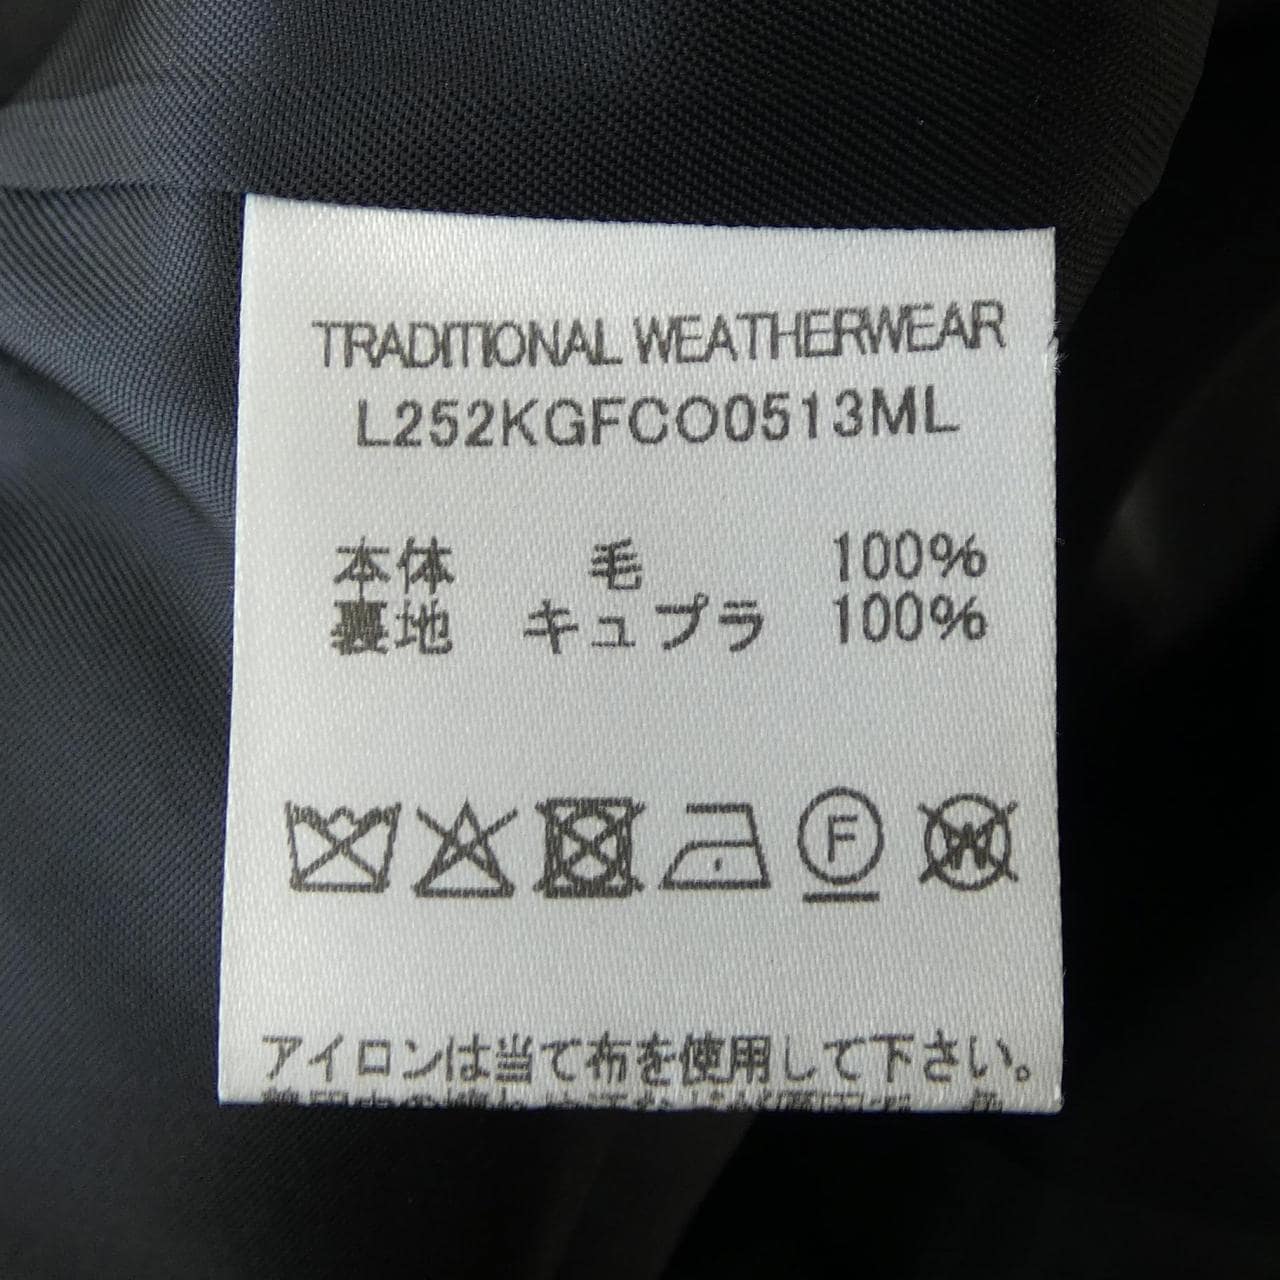 TRADITIONAL WEATHERWEAR
L252KGFCO0513ML
本体 毛 100%
裏地 キュプラ 100%
F
W
アイロンは当て布を使用して下さい。